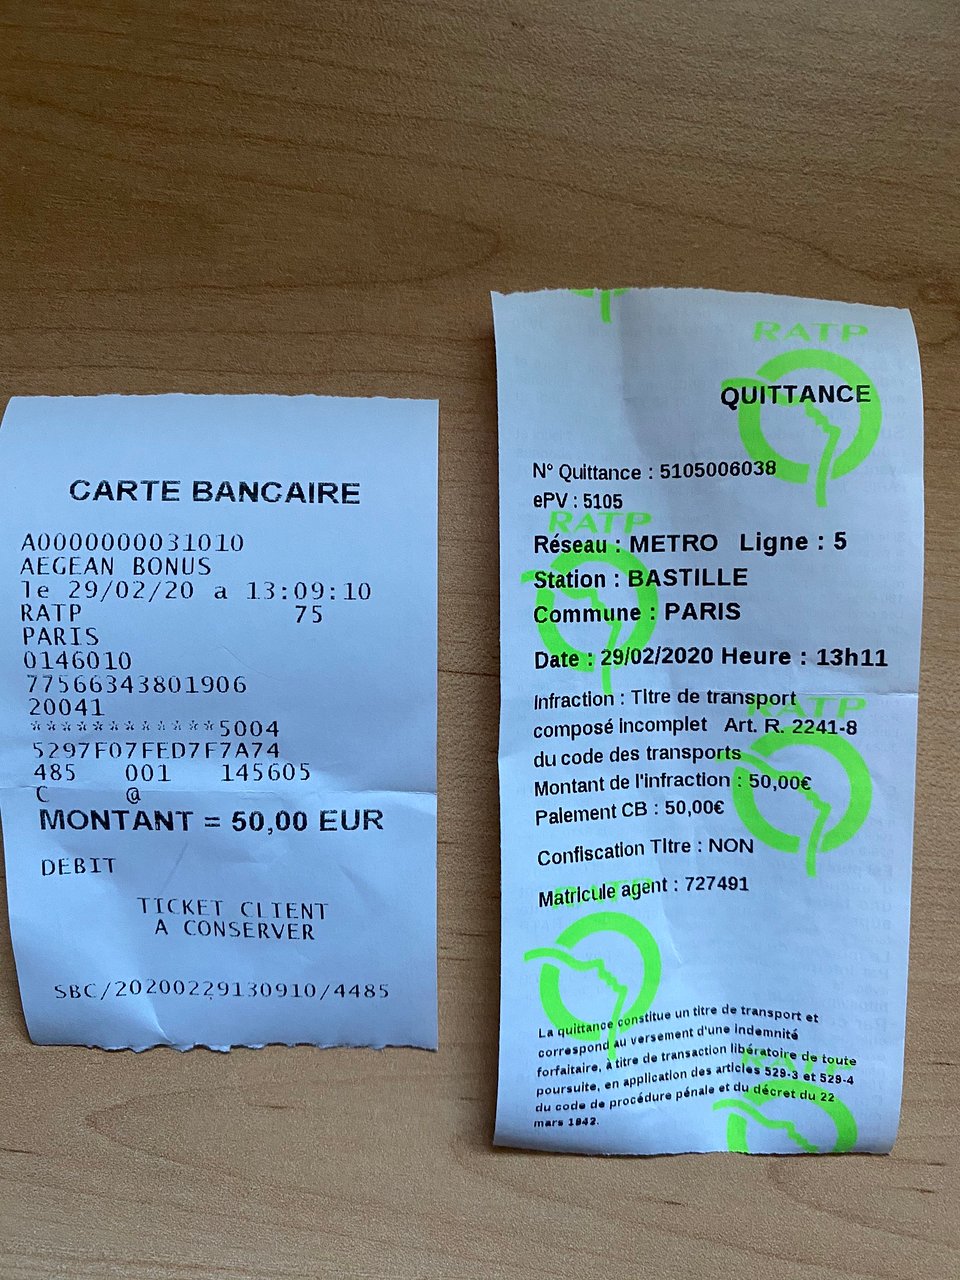 CARTE BANCAIRE
A0000000031010
AEGEAN BONUS
le 29/02/20 a 13:09:10
RATP 75
PARIS
0146010
77566343801906
20041
************5004
5297F07FED7F7A74
485 001 145605
C @
MONTANT = 50,00 EUR
DEBIT
TICKET CLIENT
A CONSERVER
SBC/20200229130910/4485
RATP
QUITTANCE
N° Quittance : 5105006038
ePV : 5105
RATP
Réseau : METRO Ligne : 5
Station : BASTILLE
Commune : PARIS
Date : 29/02/2020 Heure : 13h11
Infraction : Titre de transport
RATP
composé incomplet Art. R. 2241-8
du code des transports
Montant de l'infraction : 50,00€
Paiement CB : 50,00€
Confiscation Titre : NON
Matricule agent : 727491
RATP
La quittance constitue un titre de transport et
correspond au versement d'une indemnité
forfaitaire, à titre de transaction libératoire de toute
poursuite, en application des articles 529-3 et 529-4
du code de procédure pénale et du décret du 22
mars 1942.
RATP